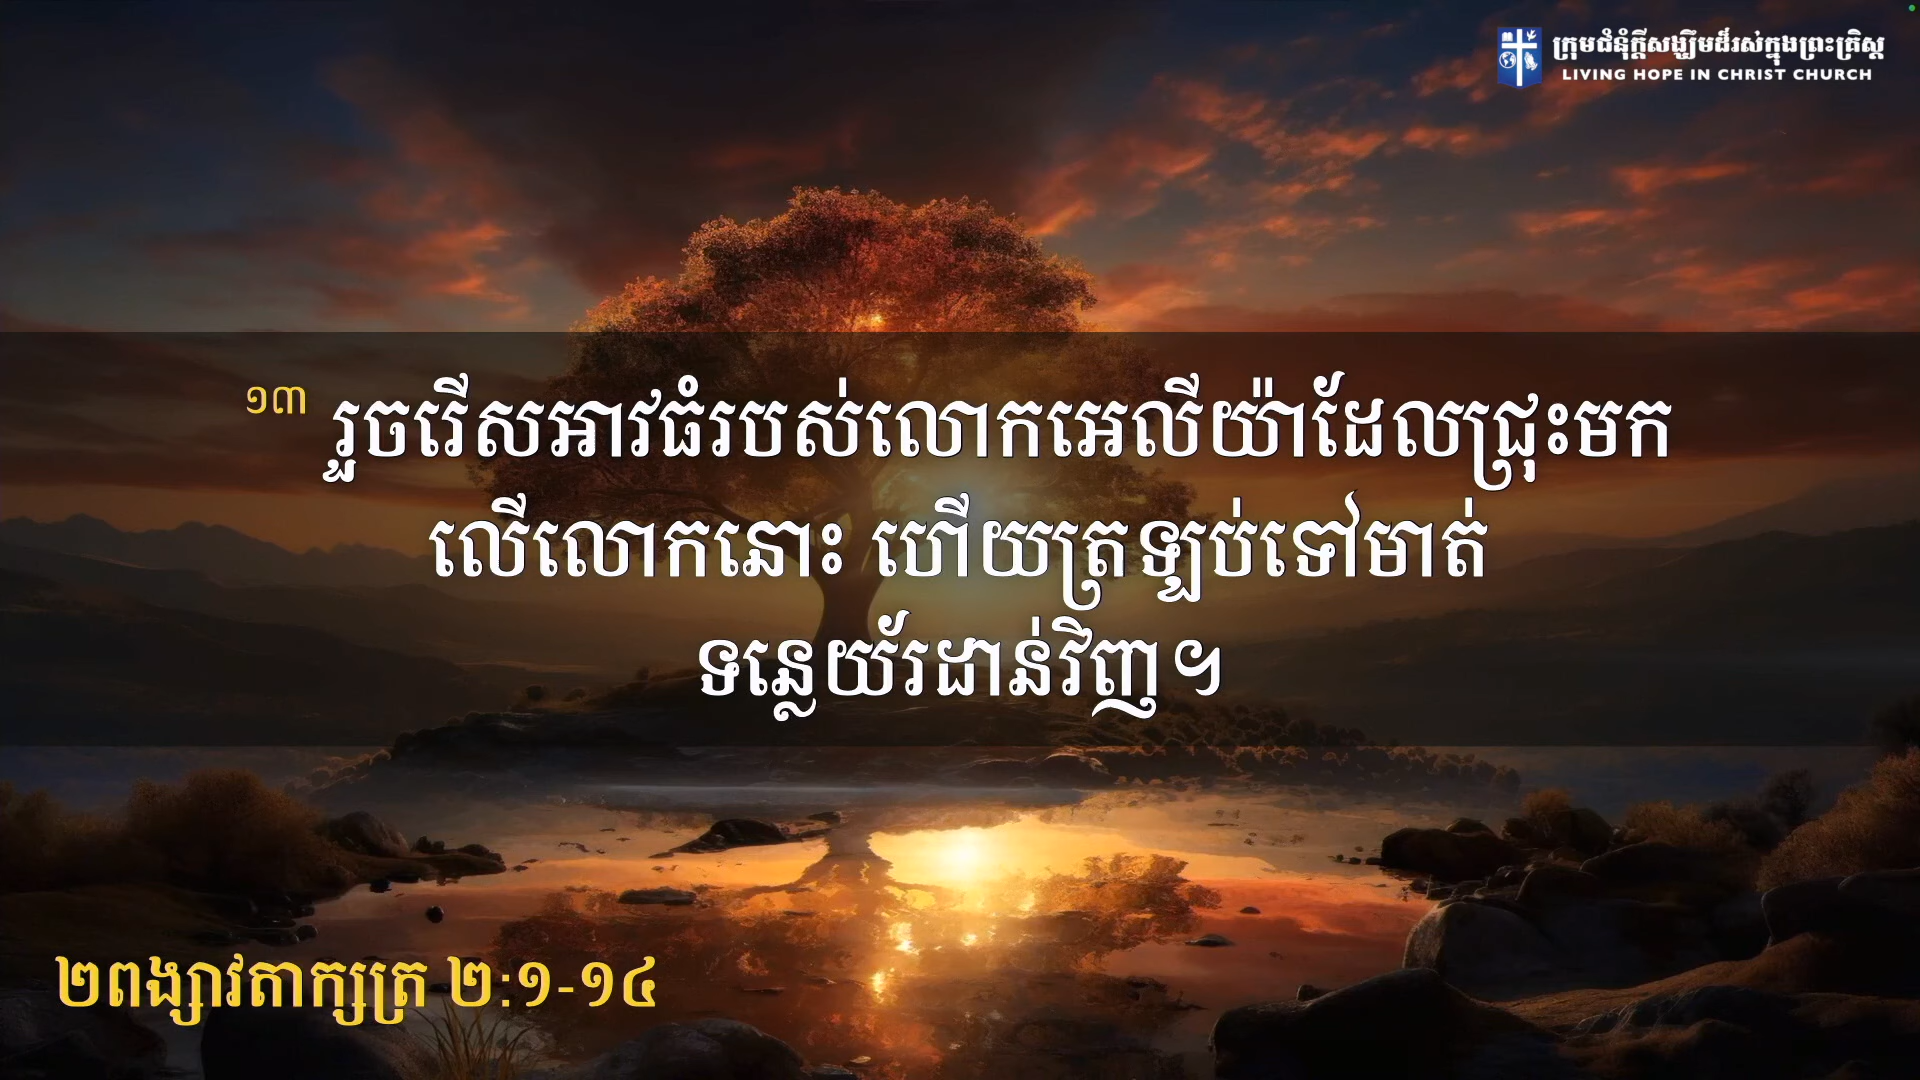 ក្រុមជំនុំក្តីសង្ឃឹមដ៏រស់ក្នុងព្រះគ្រិស្ត
LIVING HOPE IN CHRIST CHURCH
១៣ រួចរើសអាវធំរបស់លោកអេលីយ៉ាដែលជ្រុះមក
លើលោកនោះ ហើយត្រឡប់ទៅមាត់
ទន្លេយ័រដាន់វិញ។
២ពង្សាវតាក្សត្រ ២:១-១៤